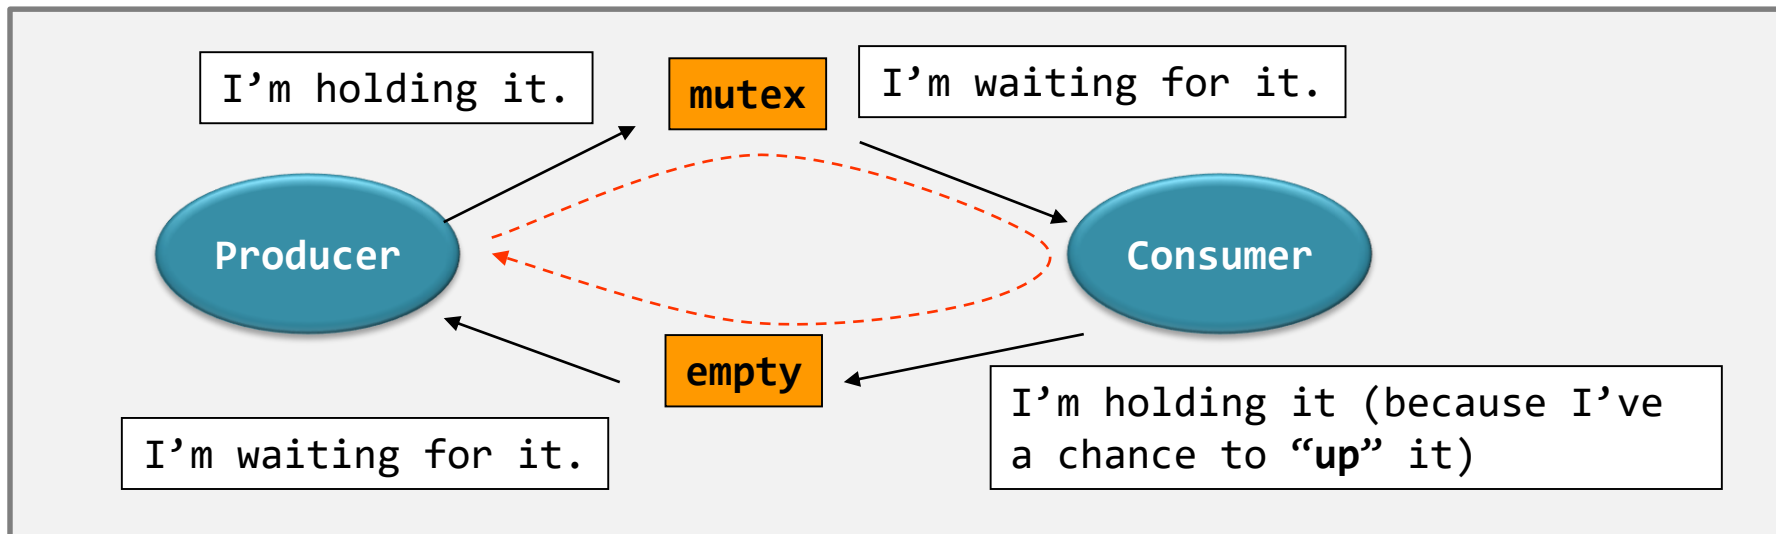 I’m holding it.
mutex
I’m waiting for it.
Producer
Consumer
empty
I’m waiting for it.
I’m holding it (because I’ve
a chance to “up” it)